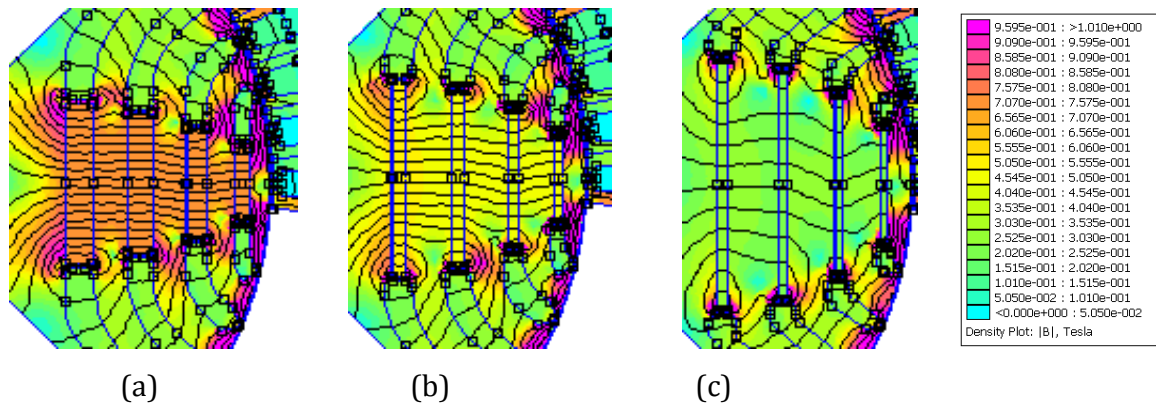 9.595e-001 : >1.010e+000
9.090e-001 : 9.595e-001
8.585e-001 : 9.090e-001
8.080e-001 : 8.585e-001
7.575e-001 : 8.080e-001
7.070e-001 : 7.575e-001
6.565e-001 : 7.070e-001
6.060e-001 : 6.565e-001
5.555e-001 : 6.060e-001
5.050e-001 : 5.555e-001
4.545e-001 : 5.050e-001
4.040e-001 : 4.545e-001
3.535e-001 : 4.040e-001
3.030e-001 : 3.535e-001
2.525e-001 : 3.030e-001
2.020e-001 : 2.525e-001
1.515e-001 : 2.020e-001
1.010e-001 : 1.515e-001
5.050e-002 : 1.010e-001
<0.000e+000 : 5.050e-002
Density Plot: |B|, Tesla
(a) (b) (c)